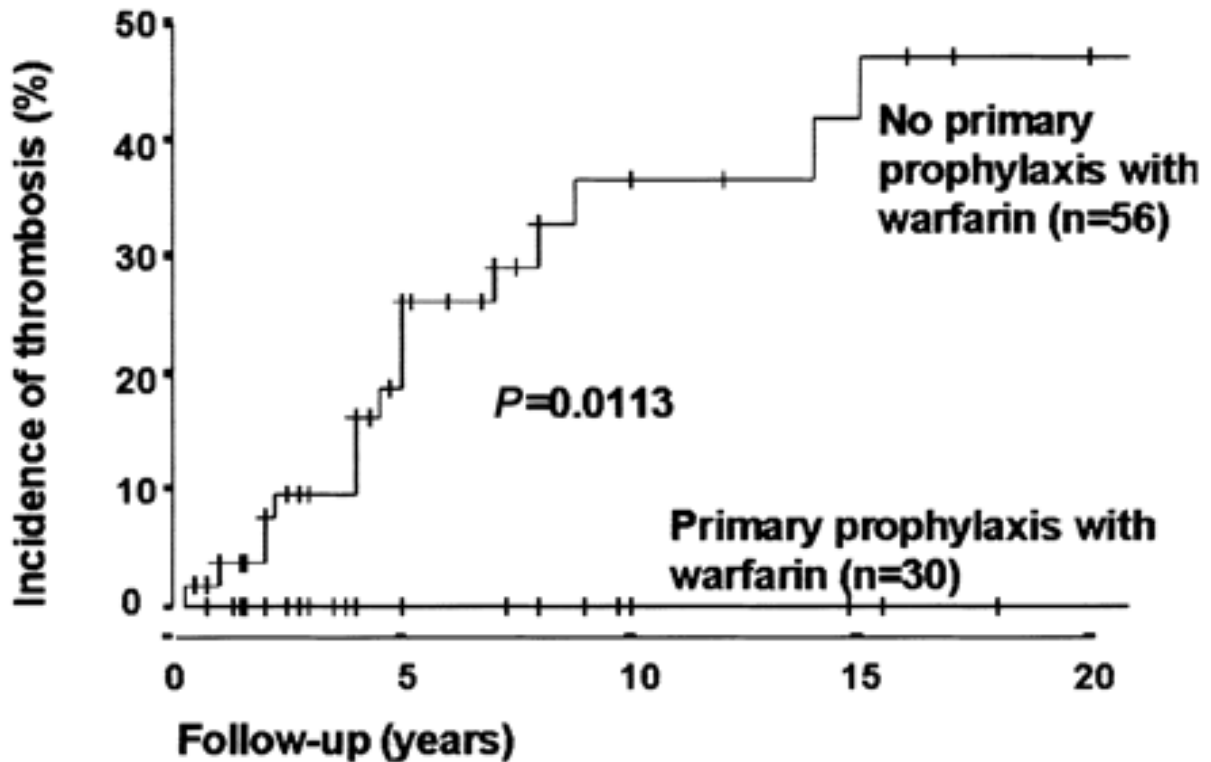 Incidence of thrombosis (%)
50
40
30
20
10
0
No primary
prophylaxis with
warfarin (n=56)
P=0.0113
Primary prophylaxis with
warfarin (n=30)
0 5 10 15 20
Follow-up (years)